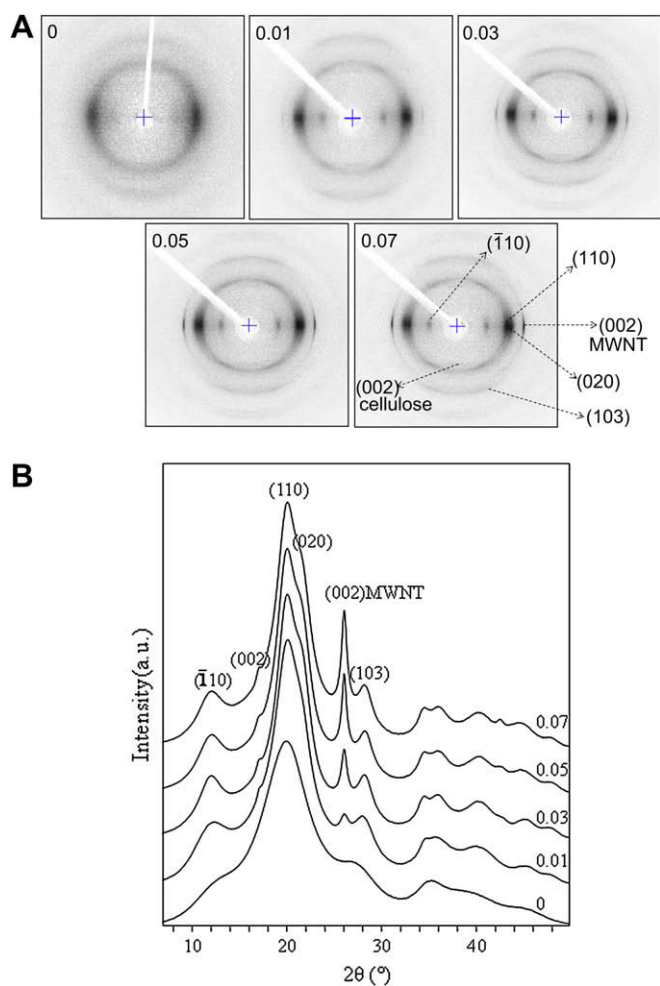 A
0
0.01
0.03
0.05
0.07
(1̄10)
(110)
(002)
MWNT
(020)
(002)
cellulose
(103)
B
(110)
(020)
(002)MWNT
(002)
(1̄10)
(103)
0.07
0.05
0.03
0.01
0
Intensity(a.u.)
10 20 30 40
2θ (°)